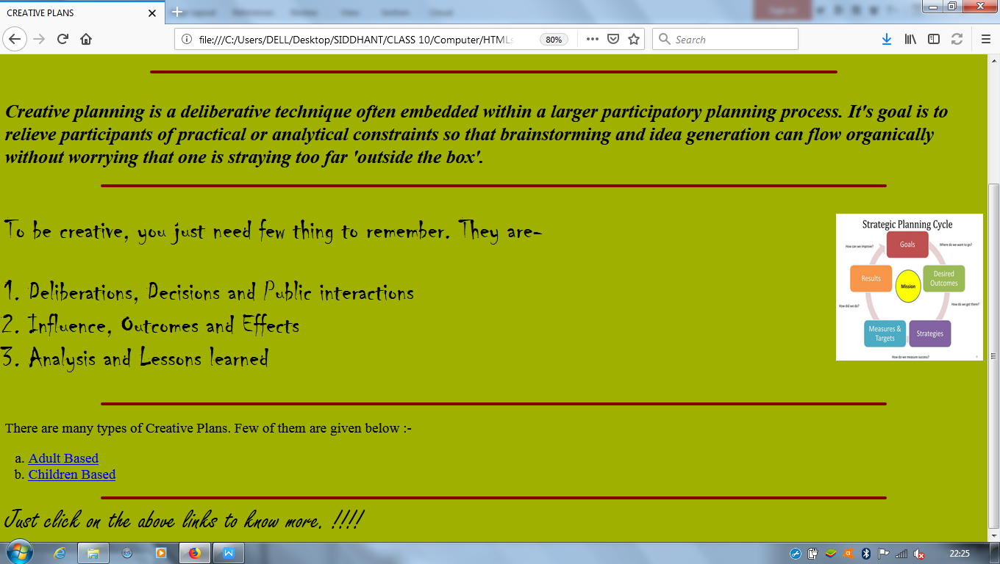 CREATIVE PLANS
file:///C:/Users/DELL/Desktop/SIDDHANT/CLASS 10/Computer/HTMLs
80%
Search
Creative planning is a deliberative technique often embedded within a larger participatory planning process. It's goal is to
relieve participants of practical or analytical constraints so that brainstorming and idea generation can flow organically
without worrying that one is straying too far 'outside the box'.
To be creative, you just need few thing to remember. They are-
1. Deliberations, Decisions and Public interactions
2. Influence, Outcomes and Effects
3. Analysis and Lessons learned
Strategic Planning Cycle
Goals
How can we improve?
Where do we want to go?
Results
Mission
Desired
Outcomes
How did we do?
How do we get there?
Measures &
Targets
Strategies
How do we measure success?
There are many types of Creative Plans. Few of them are given below :-
a. Adult Based
b. Children Based
Just click on the above links to know more. !!!!
22:25